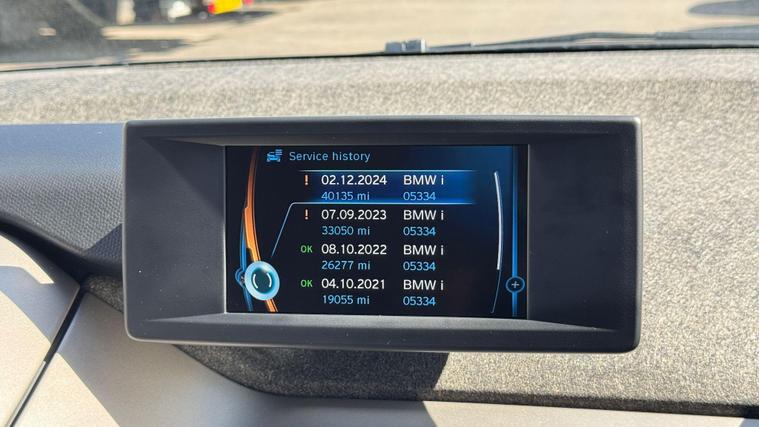 Service history
! 02.12.2024 BMW i
40135 mi 05334
! 07.09.2023 BMW i
33050 mi 05334
OK 08.10.2022 BMW i
26277 mi 05334
OK 04.10.2021 BMW i
19055 mi 05334